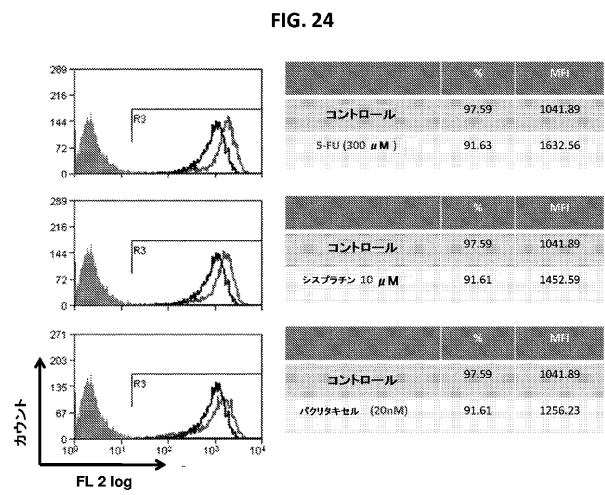 FIG. 24
289
216
144
72
0
R3
% MFI
コントロール 97.59 1041.89
5-FU (300 μM) 91.63 1632.56
289
216
144
72
0
R3
% MFI
コントロール 97.59 1041.89
シスプラチン 10 μM 91.61 1452.59
271
203
135
67
0
R3
10⁰ 10¹ 10² 10³ 10⁴
カウント
FL 2 log
% MFI
コントロール 97.59 1041.89
パクリタキセル (20nM) 91.61 1256.23